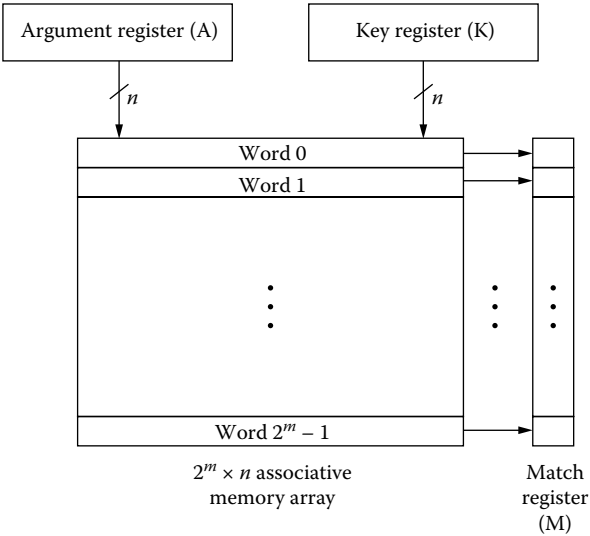 Argument register (A)
Key register (K)
n
n
Word 0
Word 1
Word 2^m – 1
2^m × n associative
memory array
Match
register
(M)